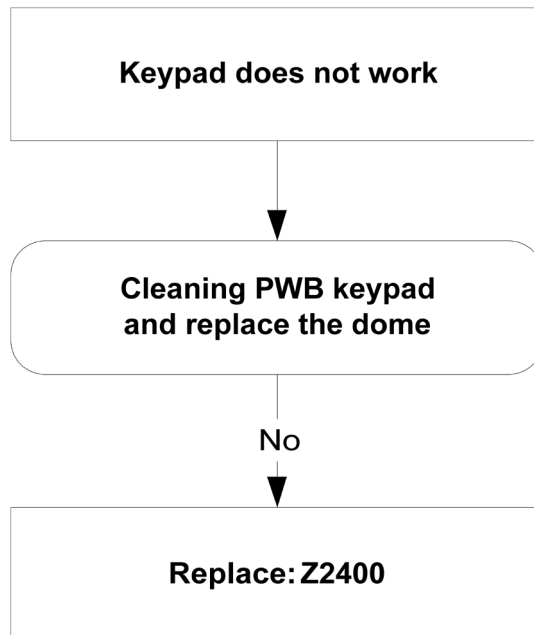 Keypad does not work
Cleaning PWB keypad
and replace the dome
No
Replace: Z2400